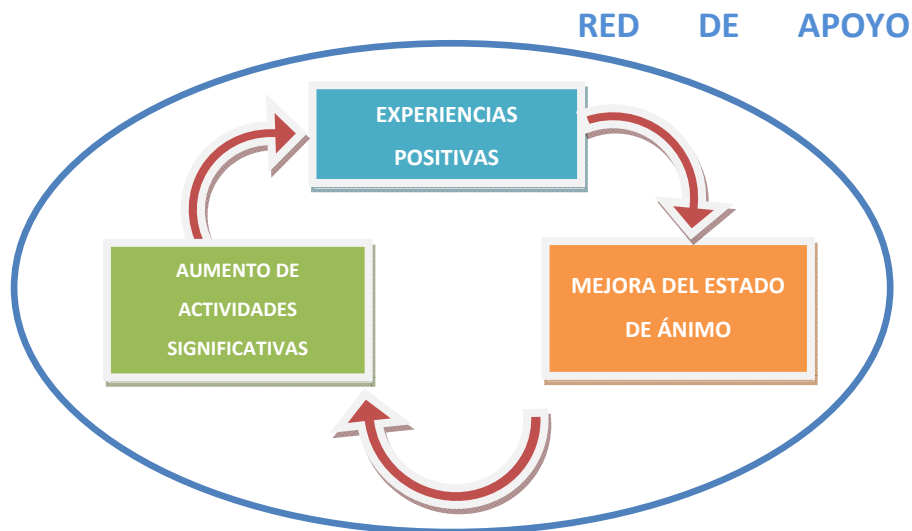 RED DE APOYO
EXPERIENCIAS
POSITIVAS
AUMENTO DE
ACTIVIDADES
SIGNIFICATIVAS
MEJORA DEL ESTADO
DE ÁNIMO